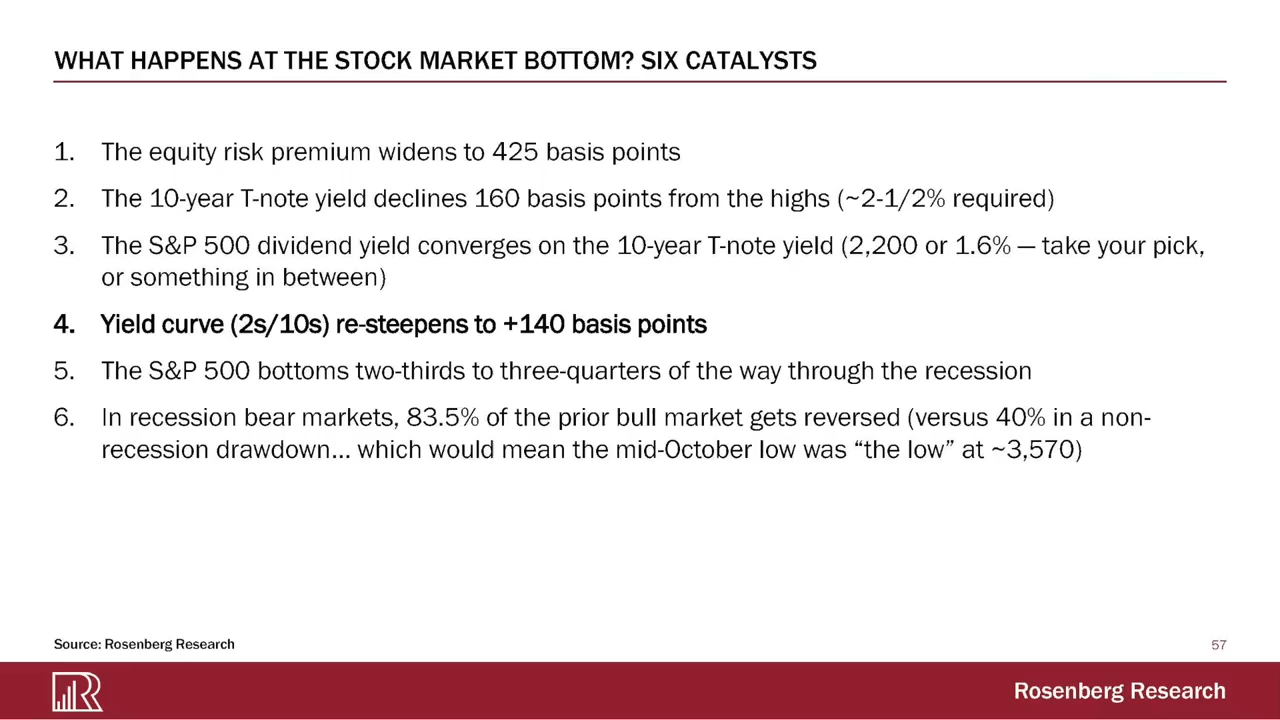 WHAT HAPPENS AT THE STOCK MARKET BOTTOM? SIX CATALYSTS
1. The equity risk premium widens to 425 basis points
2. The 10-year T-note yield declines 160 basis points from the highs (~2-1/2% required)
3. The S&P 500 dividend yield converges on the 10-year T-note yield (2,200 or 1.6% — take your pick,
or something in between)
4. Yield curve (2s/10s) re-steepens to +140 basis points
5. The S&P 500 bottoms two-thirds to three-quarters of the way through the recession
6. In recession bear markets, 83.5% of the prior bull market gets reversed (versus 40% in a non-
recession drawdown... which would mean the mid-October low was “the low” at ~3,570)
Source: Rosenberg Research
57
R
Rosenberg Research